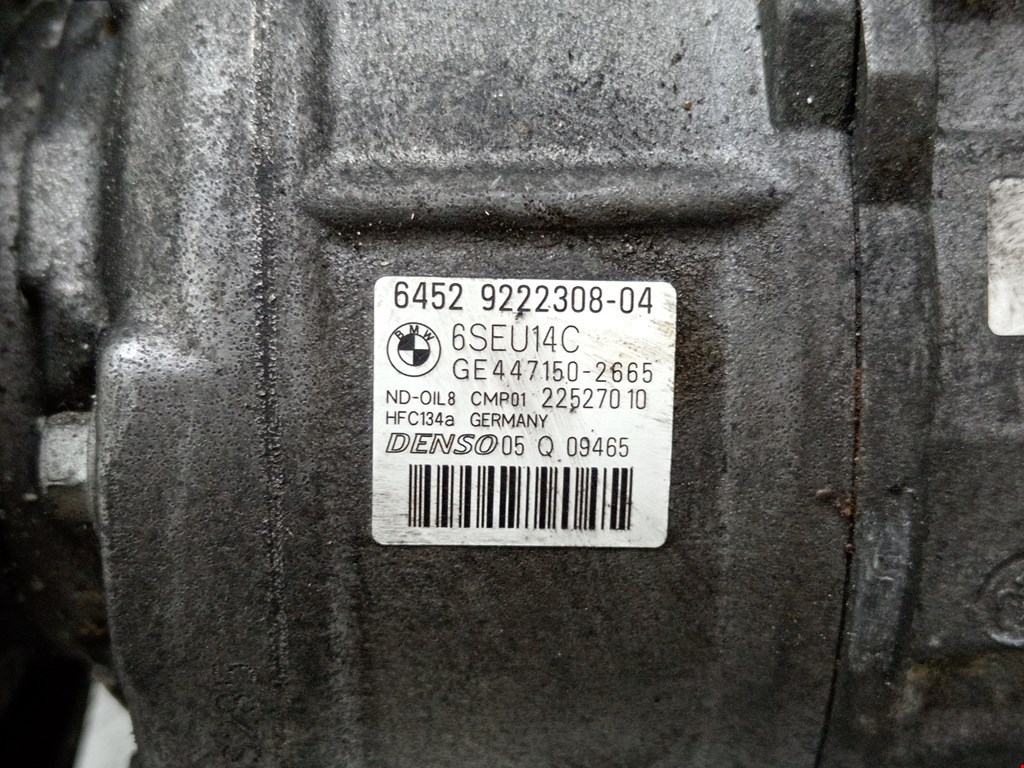 6452 9222308-04
BMW 6SEU14C
GE447150-2665
ND-OIL8 CMP01 22527010
HFC134a GERMANY
DENSO 05 Q 09465